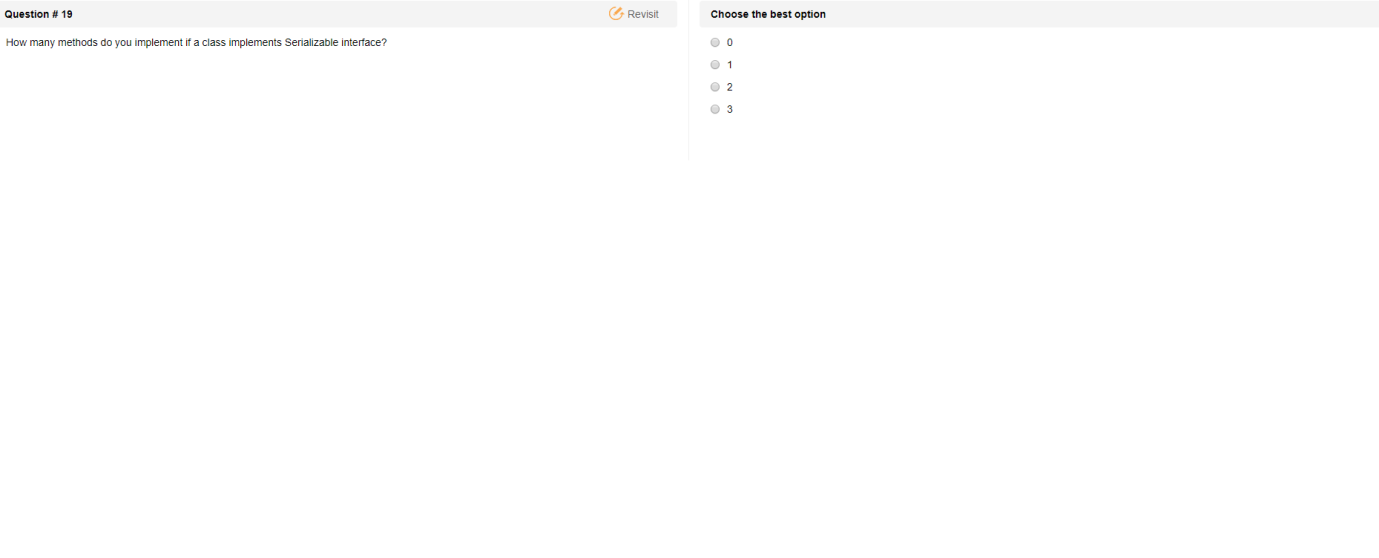 Question # 19
Revisit
How many methods do you implement if a class implements Serializable interface?
Choose the best option
0
1
2
3